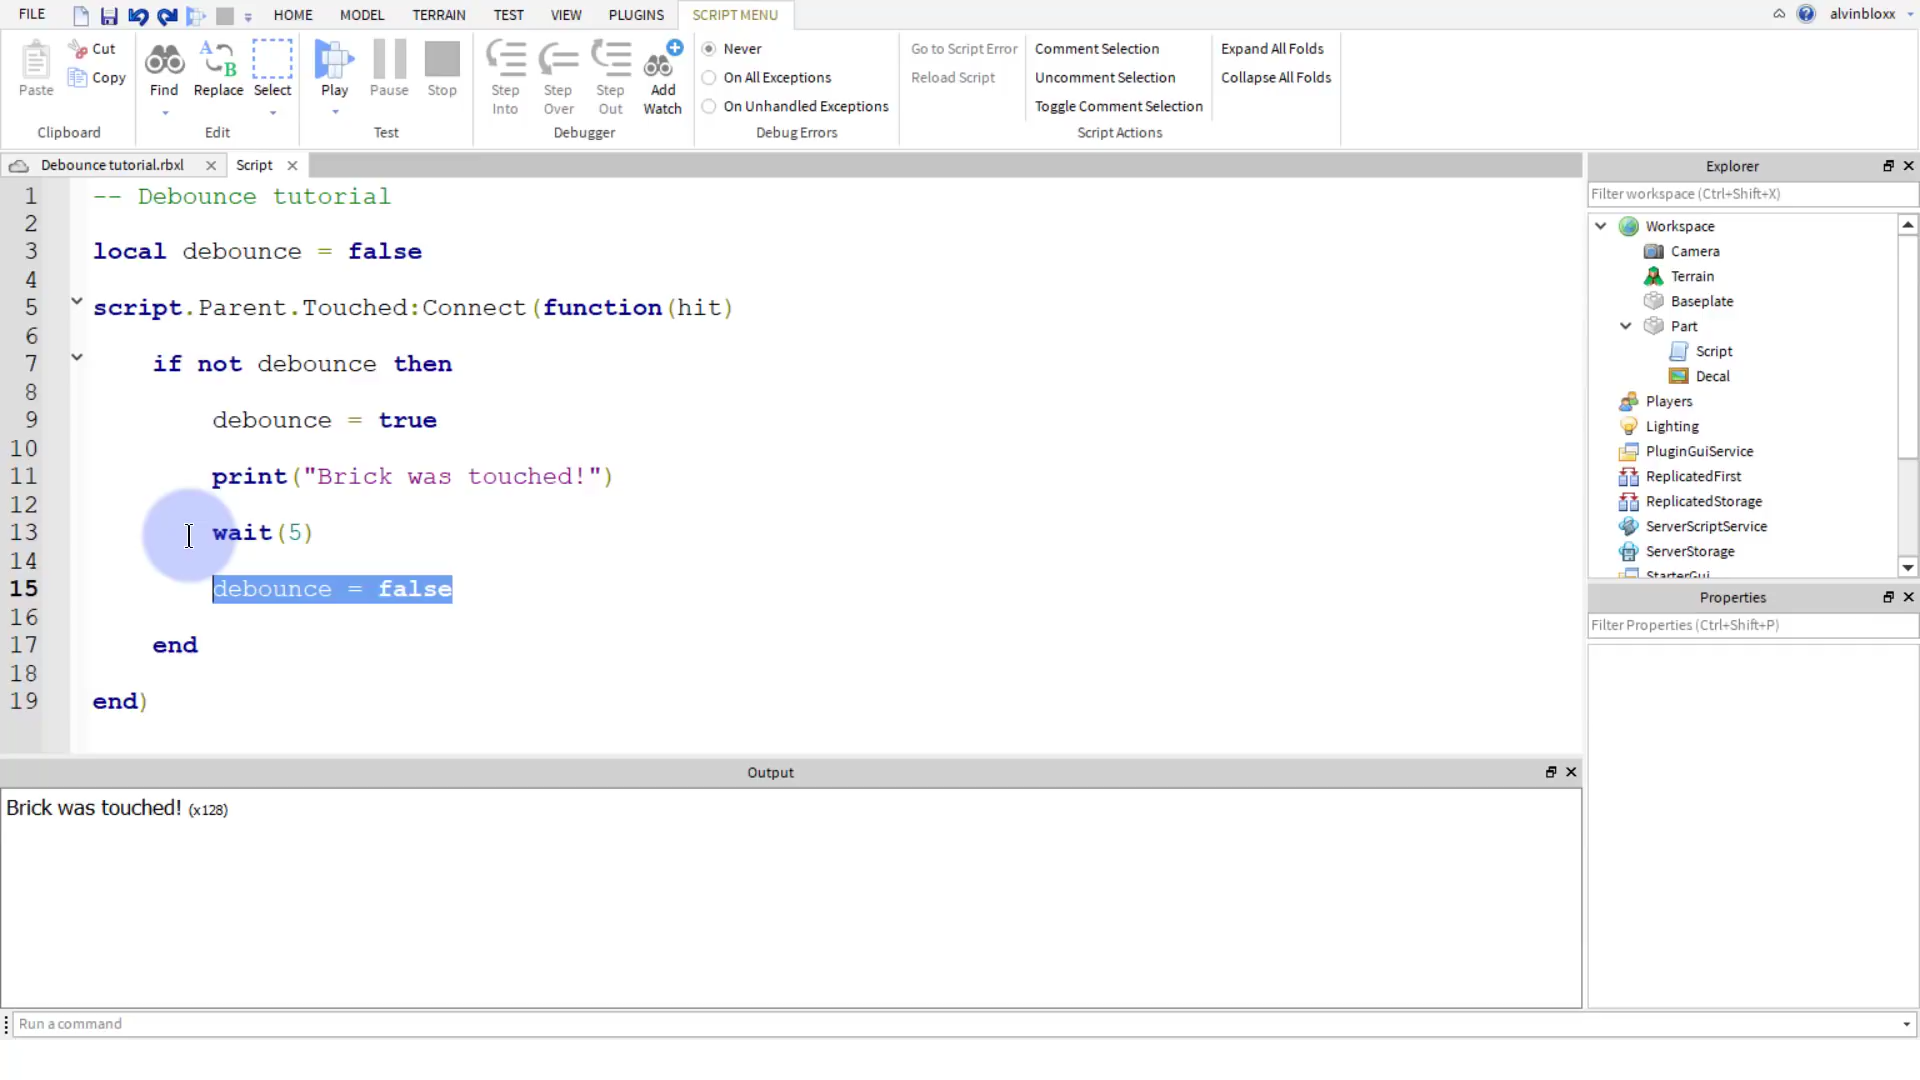 FILE HOME MODEL TERRAIN TEST VIEW PLUGINS SCRIPT MENU alvinbloxx
Paste
Cut
Copy
Clipboard
Find
Replace
Select
Edit
Play
Pause
Stop
Test
Step Into
Step Over
Step Out
Add Watch
Debugger
Never
On All Exceptions
On Unhandled Exceptions
Debug Errors
Go to Script Error
Reload Script
Comment Selection
Uncomment Selection
Toggle Comment Selection
Script Actions
Expand All Folds
Collapse All Folds
Debounce tutorial.rbxl
Script
1 -- Debounce tutorial
2
3 local debounce = false
4
5 script.Parent.Touched:Connect(function(hit)
6
7 if not debounce then
8
9 debounce = true
10
11 print("Brick was touched!")
12
13 wait(5)
14
15 debounce = false
16
17 end
18
19 end)
Output
Brick was touched! (x128)
Run a command
Explorer
Filter workspace (Ctrl+Shift+X)
Workspace
Camera
Terrain
Baseplate
Part
Script
Decal
Players
Lighting
PluginGuiService
ReplicatedFirst
ReplicatedStorage
ServerScriptService
ServerStorage
StarterGui
Properties
Filter Properties (Ctrl+Shift+P)